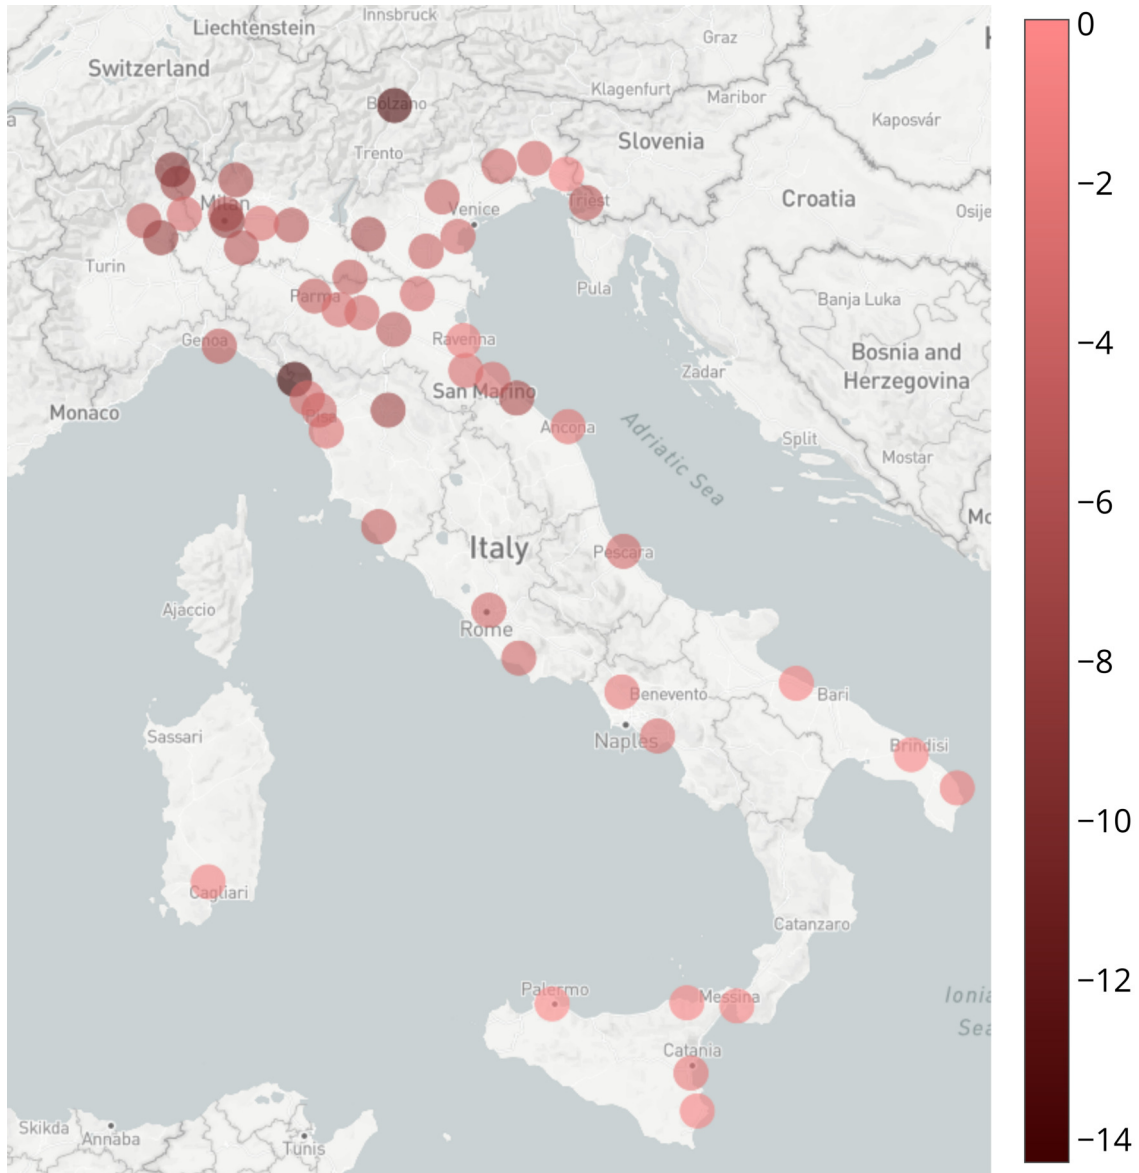 Innsbruck
Liechtenstein
Graz
Switzerland
Klagenfurt
Maribor
Bolzano
Kaposvár
Slovenia
Trento
Croatia
Milan
Triest
Venice
Osije
Turin
Pula
Parma
Banja Luka
Genoa
Ravenna
Bosnia and
Herzegovina
Zadar
San Marino
Monaco
Pisa
Ancona
Adriatic Sea
Split
Mostar
Mo
Italy
Pescara
Ajaccio
Rome
Benevento
Bari
Sassari
Naples
Brindisi
Cagliari
Catanzaro
Palermo
Messina
Ionia
Sea
Catania
Skikda
Annaba
Tunis
0
−2
−4
−6
−8
−10
−12
−14